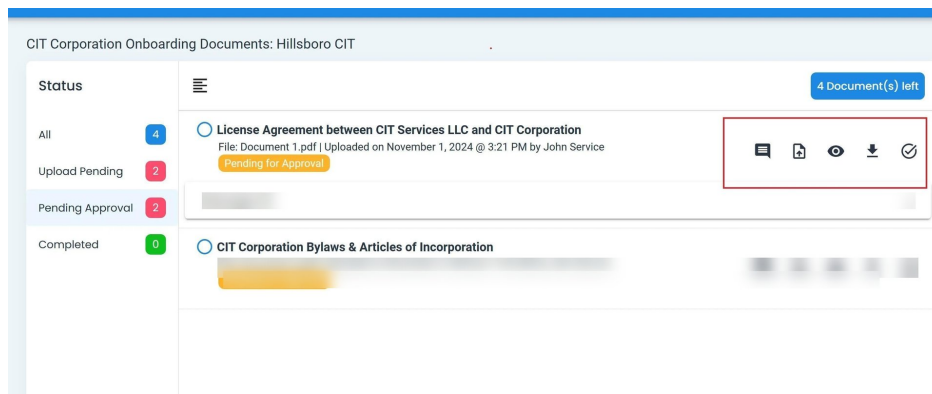 CIT Corporation Onboarding Documents: Hillsboro CIT
Status
4 Document(s) left
All 4
Upload Pending 2
Pending Approval 2
Completed 0
License Agreement between CIT Services LLC and CIT Corporation
File: Document 1.pdf | Uploaded on November 1, 2024 @ 3:21 PM by John Service
Pending for Approval
CIT Corporation Bylaws & Articles of Incorporation